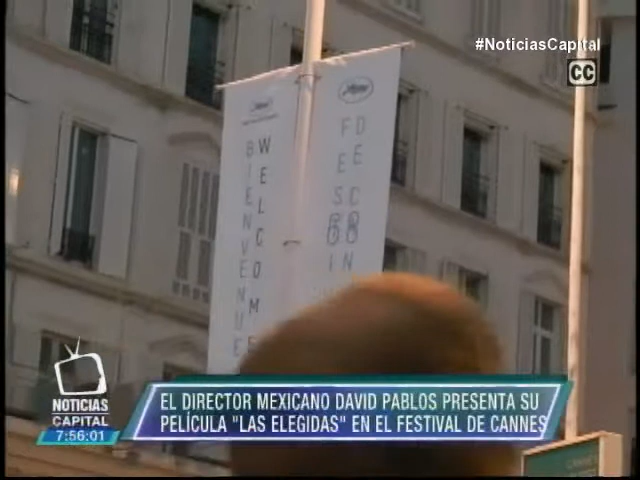 #NoticiasCapital
CC
BIENVENUE
WELCOME
EL DIRECTOR MEXICANO DAVID PABLOS PRESENTA SU
PELÍCULA "LAS ELEGIDAS" EN EL FESTIVAL DE CANNES
NOTICIAS
CAPITAL
7:56:01